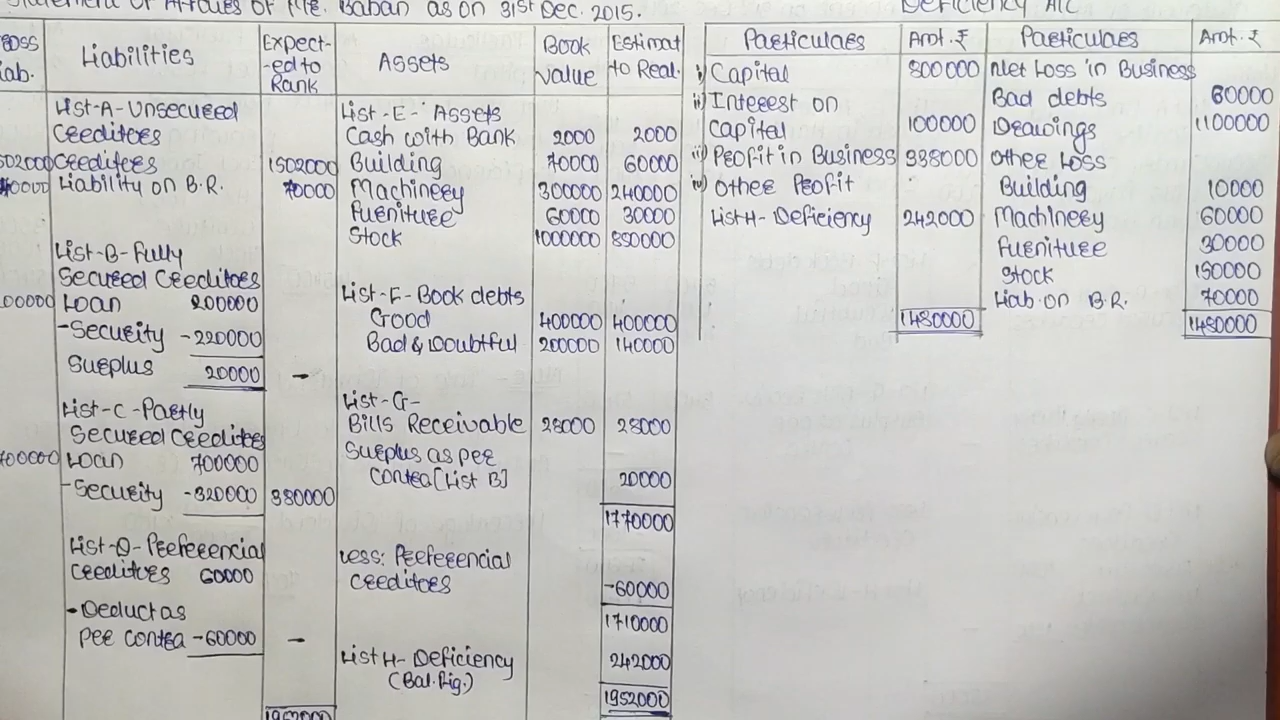 Statement of Affairs of Mr. Baban as on 31st Dec. 2015.
Liabilities Expect-ed to Rank Assets Book value Estimat to Real.
List-A-Unsecured List-E- Assets
Creditors Cash with Bank 2000 2000
502000 Creditors 1502000 Building 70000 60000
70000 Liability on B.R. 70000 Machinery 300000 240000
Furniture 60000 30000
Stock 1000000 850000
List-B-Fully
Secured Creditors
00000 Loan 200000 List-F-Book debts
-Security -220000 Good 400000 400000
Surplus 20000 - Bad & Doubtful 200000 140000
List-C-Partly List-G-
Secured Creditors Bills Receivable 28000 28000
700000 Loan 700000 Surplus as per
-Security -320000 380000 contra [List B] 20000
1770000
List-D-Preferencial Less: Preferencial
Creditors 60000 Creditors -60000
-Deduct as 1710000
per contra -60000 - List H- Deficiency 242000
(Bal.fig.)
1952000
1952000
Deficiency A/C
Particulars Amt.₹ Particulars Amt.₹
i) Capital 800000 Net Loss in Business
ii) Interest on Bad debts 60000
Capital 100000 Drawings 1100000
iii) Profit in Business 338000 Other Loss
iv) Other Profit - Building 10000
List H- Deficiency 242000 Machinery 60000
Furniture 30000
Stock 150000
Liab. on B.R. 70000
1480000 1480000